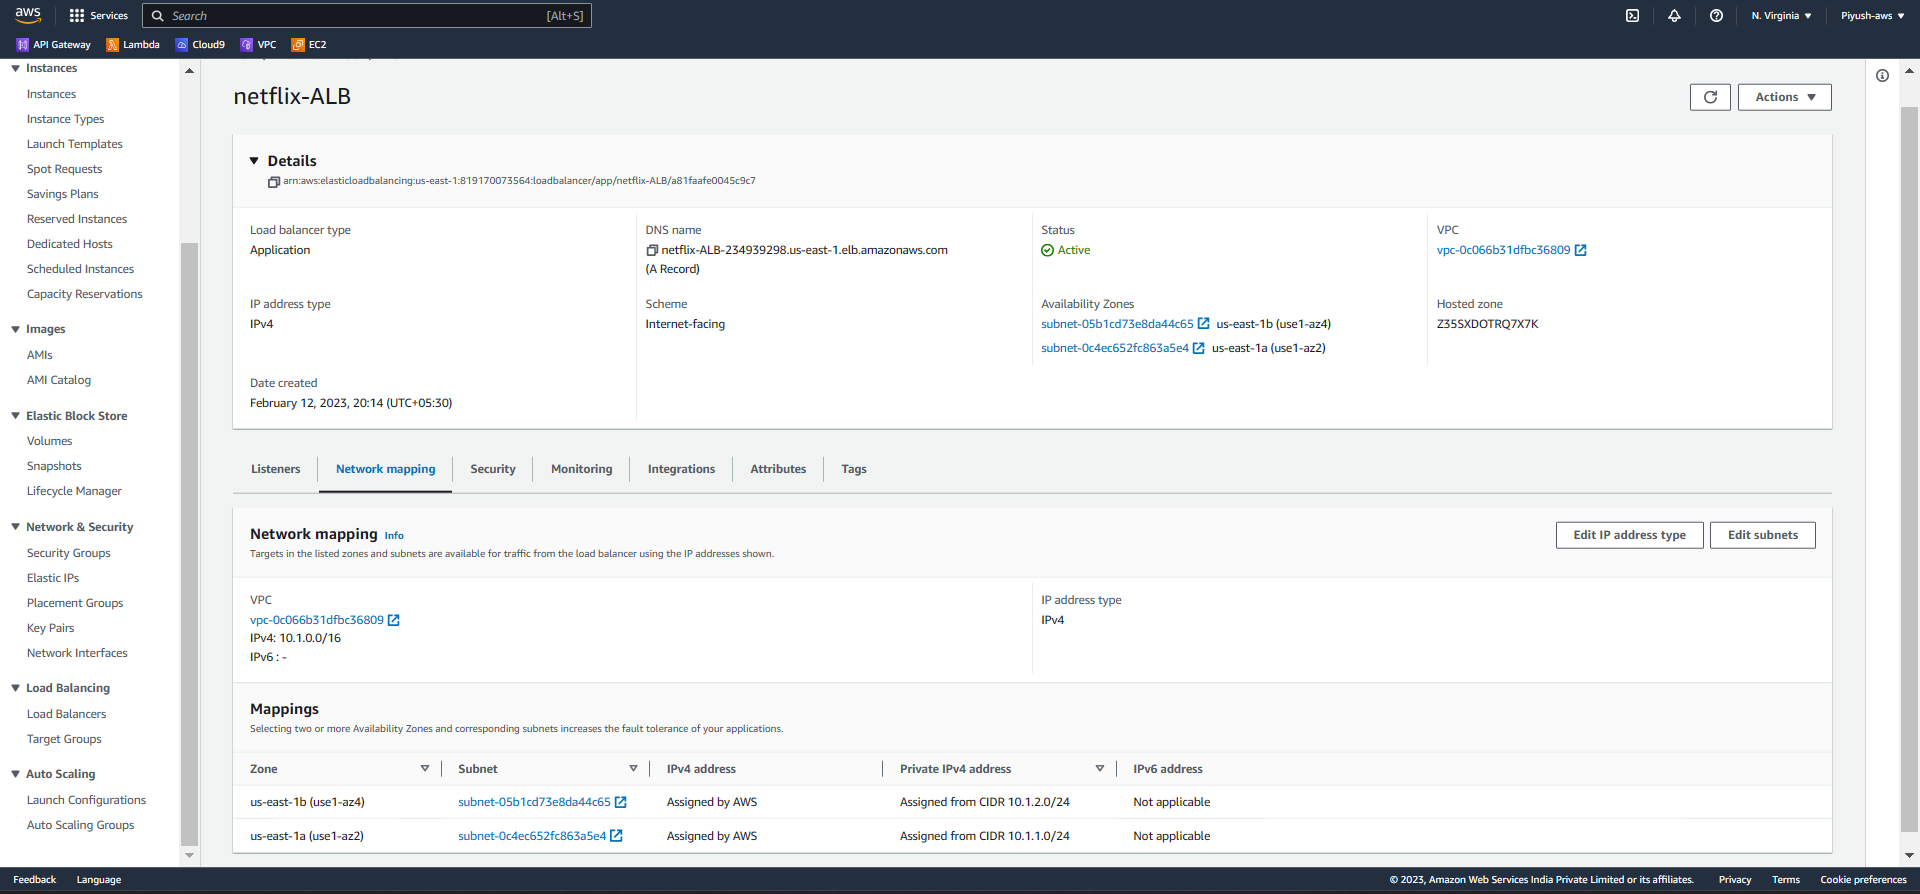 aws
Services
Search
[Alt+S]
N. Virginia
Piyush-aws
API Gateway
Lambda
Cloud9
VPC
EC2
Instances
Instances
Instance Types
Launch Templates
Spot Requests
Savings Plans
Reserved Instances
Dedicated Hosts
Scheduled Instances
Capacity Reservations
Images
AMIs
AMI Catalog
Elastic Block Store
Volumes
Snapshots
Lifecycle Manager
Network & Security
Security Groups
Elastic IPs
Placement Groups
Key Pairs
Network Interfaces
Load Balancing
Load Balancers
Target Groups
Auto Scaling
Launch Configurations
Auto Scaling Groups
netflix-ALB
Actions
Details
arn:aws:elasticloadbalancing:us-east-1:819170073564:loadbalancer/app/netflix-ALB/a81faafe0045c9c7
Load balancer type
Application
DNS name
netflix-ALB-234939298.us-east-1.elb.amazonaws.com
(A Record)
Status
Active
VPC
vpc-0c066b31dfbc36809
IP address type
IPv4
Scheme
Internet-facing
Availability Zones
subnet-05b1cd73e8da44c65 us-east-1b (use1-az4)
subnet-0c4ec652fc863a5e4 us-east-1a (use1-az2)
Hosted zone
Z35SXDOTRQ7X7K
Date created
February 12, 2023, 20:14 (UTC+05:30)
Listeners
Network mapping
Security
Monitoring
Integrations
Attributes
Tags
Network mapping Info
Targets in the listed zones and subnets are available for traffic from the load balancer using the IP addresses shown.
Edit IP address type
Edit subnets
VPC
vpc-0c066b31dfbc36809
IPv4: 10.1.0.0/16
IPv6 : -
IP address type
IPv4
Mappings
Selecting two or more Availability Zones and corresponding subnets increases the fault tolerance of your applications.
Zone Subnet IPv4 address Private IPv4 address IPv6 address
us-east-1b (use1-az4) subnet-05b1cd73e8da44c65 Assigned by AWS Assigned from CIDR 10.1.2.0/24 Not applicable
us-east-1a (use1-az2) subnet-0c4ec652fc863a5e4 Assigned by AWS Assigned from CIDR 10.1.1.0/24 Not applicable
Feedback
Language
© 2023, Amazon Web Services India Private Limited or its affiliates.
Privacy
Terms
Cookie preferences